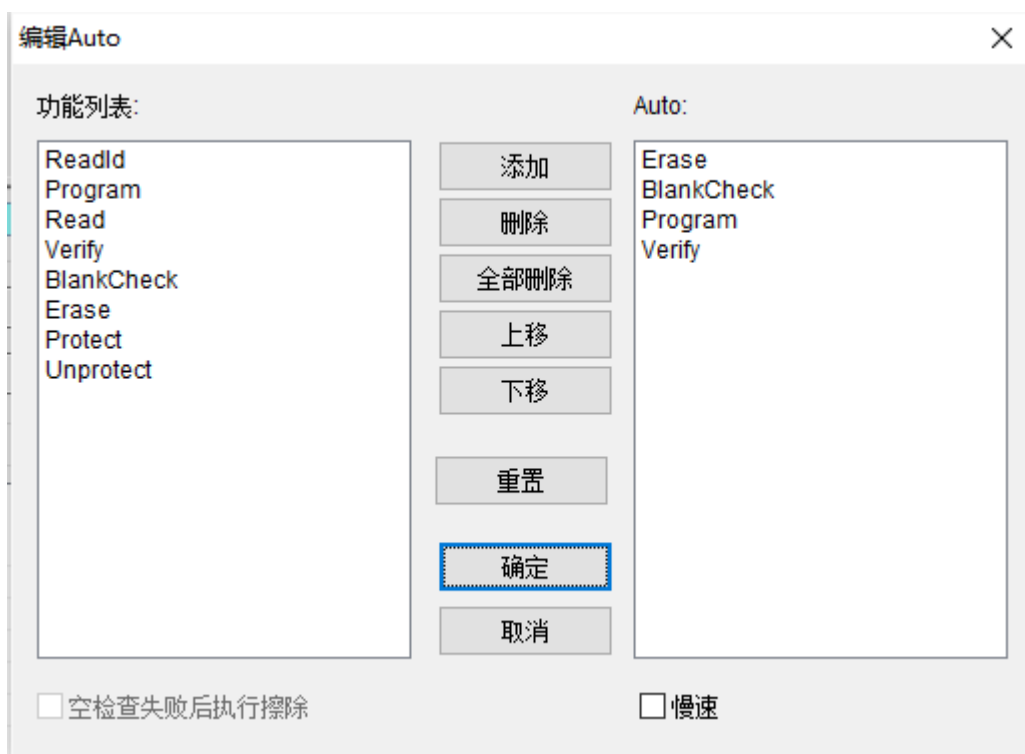 编辑Auto
功能列表:
ReadId
Program
Read
Verify
BlankCheck
Erase
Protect
Unprotect
添加
删除
全部删除
上移
下移
重置
确定
取消
Auto:
Erase
BlankCheck
Program
Verify
空检查失败后执行擦除
慢速